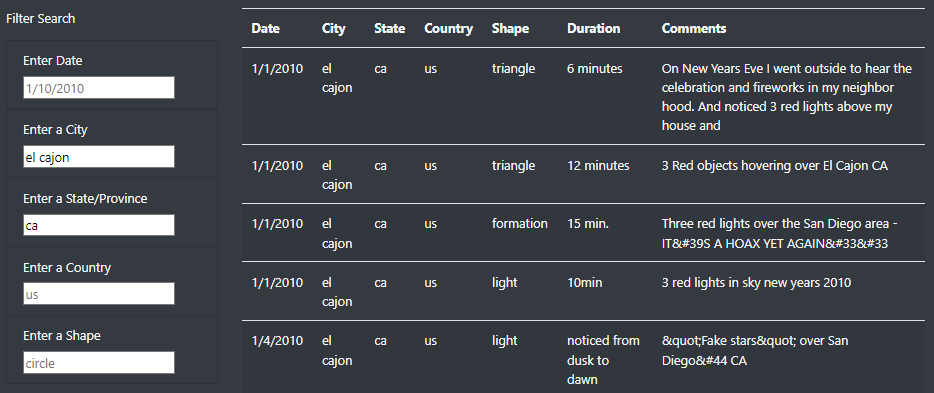 Filter Search
Enter Date
1/10/2010
Enter a City
el cajon
Enter a State/Province
ca
Enter a Country
us
Enter a Shape
circle
Date City State Country Shape Duration Comments
1/1/2010 el ca us triangle 6 minutes On New Years Eve I went outside to hear the
cajon celebration and fireworks in my neighbor
hood. And noticed 3 red lights above my
house and
1/1/2010 el ca us triangle 12 minutes 3 Red objects hovering over El Cajon CA
cajon
1/1/2010 el ca us formation 15 min. Three red lights over the San Diego area -
cajon IT&#39S A HOAX YET AGAIN&#33&#33
1/1/2010 el ca us light 10min 3 red lights in sky new years 2010
cajon
1/4/2010 el ca us light noticed from &quot;Fake stars&quot; over San
cajon dusk to Diego&#44 CA
dawn